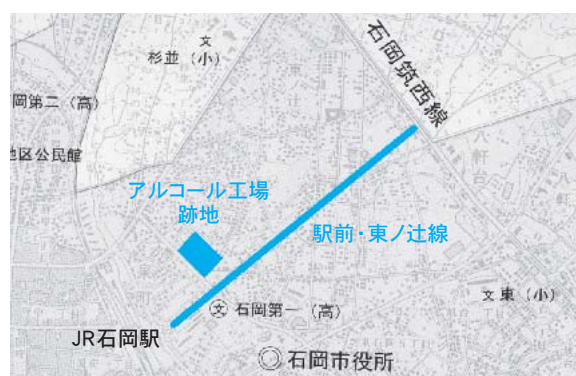 石岡筑西線
文
杉並(小)
岡第二(高)
地区公民館
八軒台
アルコール工場
跡地
駅前・東ノ辻線
文 石岡第一(高)
文 東(小)
JR石岡駅
石岡市役所